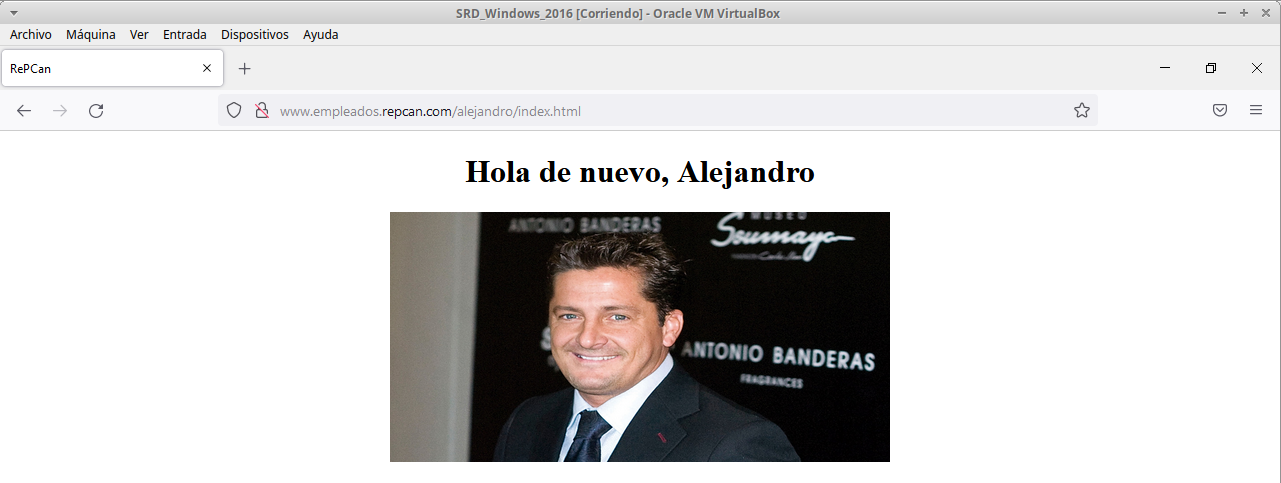 SRD_Windows_2016 [Corriendo] - Oracle VM VirtualBox
Archivo Máquina Ver Entrada Dispositivos Ayuda
RePCan
www.empleados.repcan.com/alejandro/index.html
Hola de nuevo, Alejandro
ANTONIO BANDERAS
MUSEO
Soumaya
ANTONIO BANDERAS
FRAGRANCES